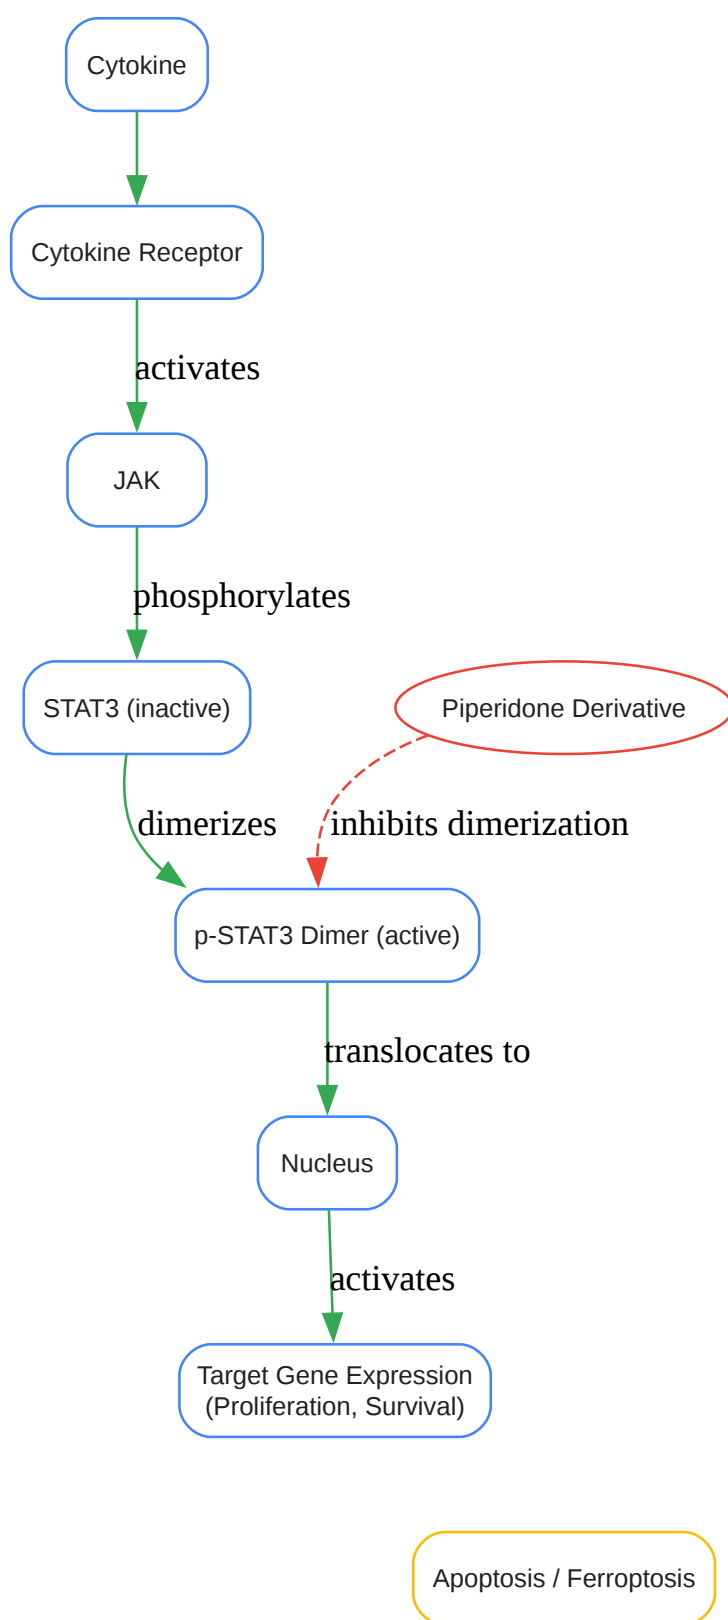 Cytokine
Cytokine Receptor
activates
JAK
phosphorylates
STAT3 (inactive)
Piperidone Derivative
dimerizes
inhibits dimerization
p-STAT3 Dimer (active)
translocates to
Nucleus
activates
Target Gene Expression
(Proliferation, Survival)
Apoptosis / Ferroptosis